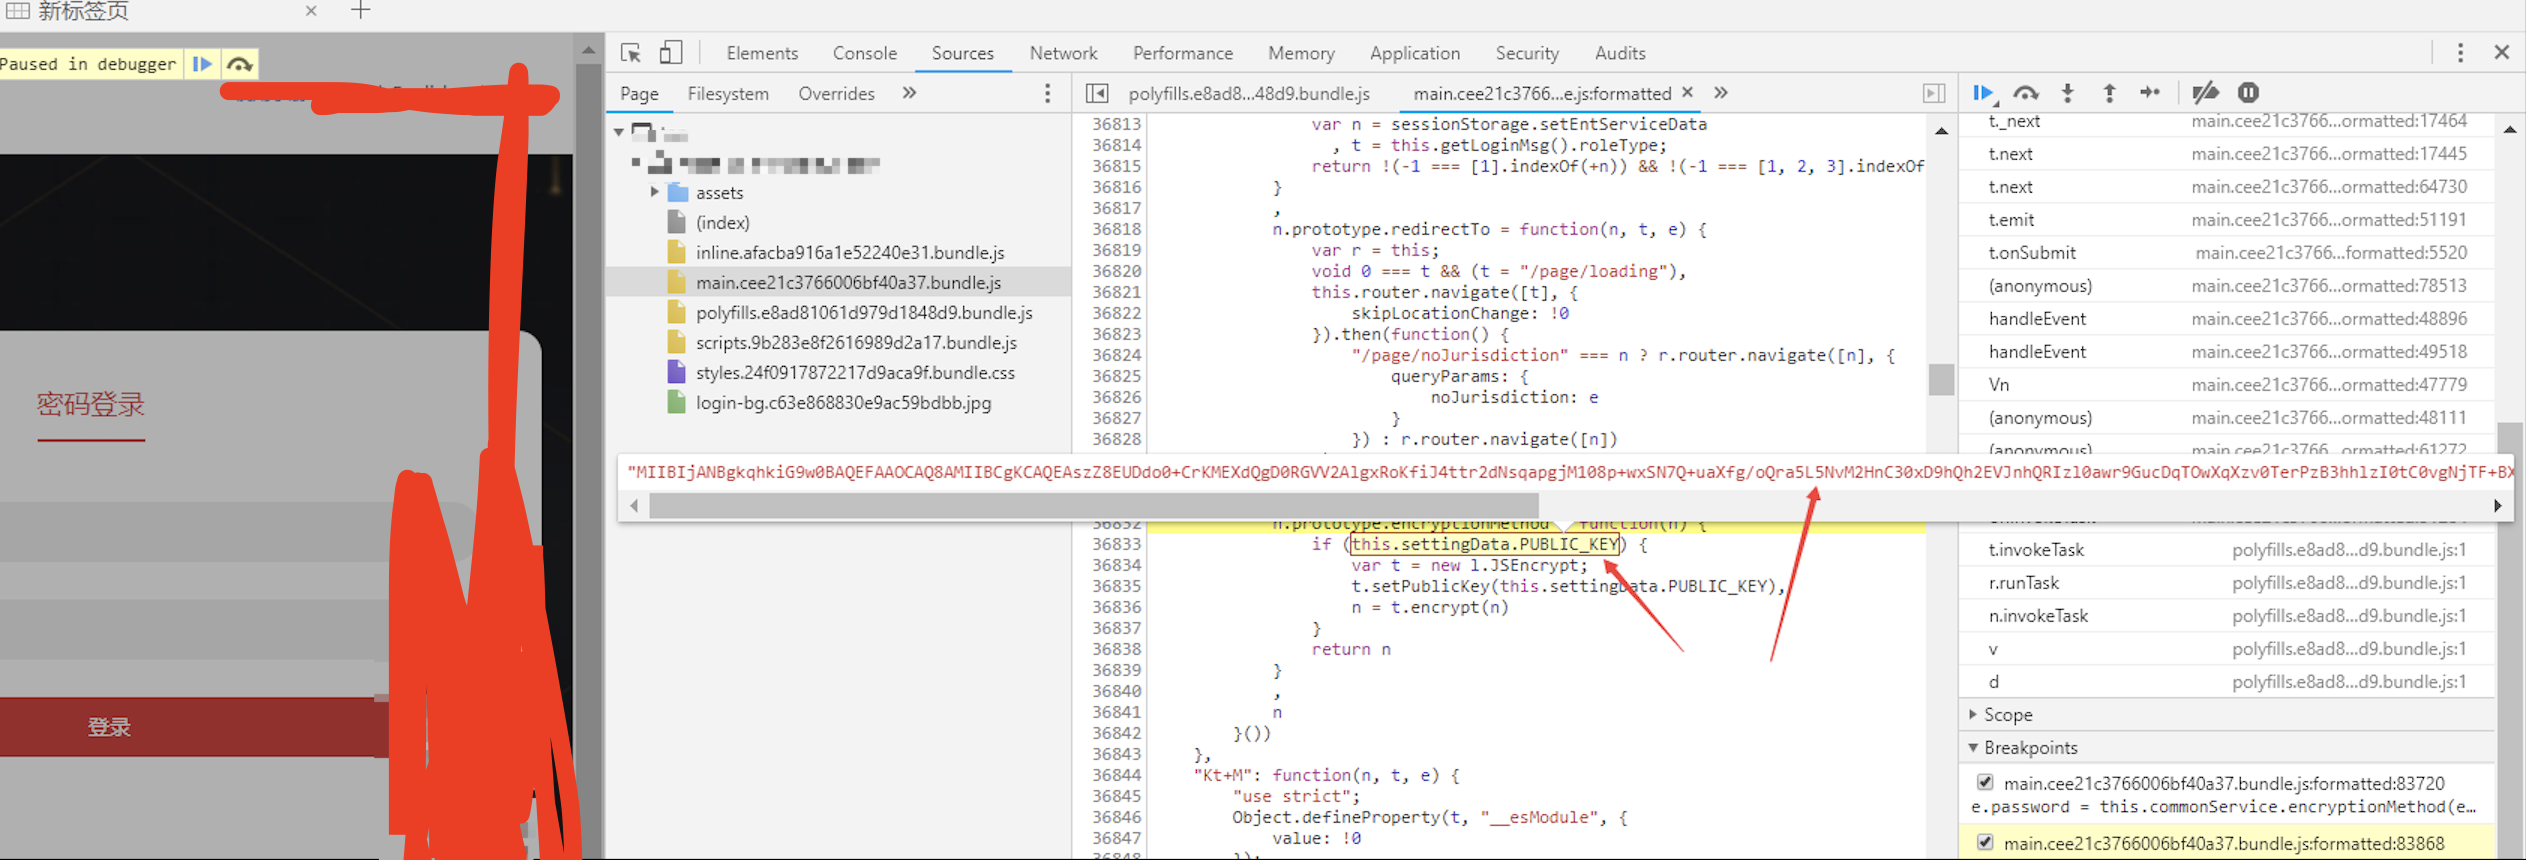 新标签页
Paused in debugger
密码登录
登录
Elements Console Sources Network Performance Memory Application Security Audits
Page Filesystem Overrides »
polyfills.e8ad8...48d9.bundle.js main.cee21c3766...e.js:formatted × »
assets
(index)
inline.afacba916a1e52240e31.bundle.js
main.cee21c3766006bf40a37.bundle.js
polyfills.e8ad81061d979d1848d9.bundle.js
scripts.9b283e8f2616989d2a17.bundle.js
styles.24f0917872217d9aca9f.bundle.css
login-bg.c63e868830e9ac59bdbb.jpg
36813 var n = sessionStorage.setEntServiceData
36814 , t = this.getLoginMsg().roleType;
36815 return !(-1 === [1].indexOf(+n)) && !(-1 === [1, 2, 3].indexOf
36816 }
36817 ,
36818 n.prototype.redirectTo = function(n, t, e) {
36819 var r = this;
36820 void 0 === t && (t = "/page/loading"),
36821 this.router.navigate([t], {
36822 skipLocationChange: !0
36823 }).then(function() {
36824 "/page/noJurisdiction" === n ? r.router.navigate([n], {
36825 queryParams: {
36826 noJurisdiction: e
36827 }
36828 }) : r.router.navigate([n])
"MIIBIjANBgkqhkiG9w0BAQEFAAOCAQ8AMIIBCgKCAQEAszZ8EUDdo0+CrKMEXdQgD0RGVV2AlgxRoKfiJ4ttr2dNsqapgjM108p+wxSN7Q+uaXfg/oQra5L5NvM2HnC30xD9hQh2EVJnhQRIzl0awr9GucDqTOwXqXzv0TerPzB3hhlzI0tC0vgNjTF+BX
36832 n.prototype.encryptionMethod function(n) {
36833 if (this.settingData.PUBLIC_KEY) {
36834 var t = new l.JSEncrypt;
36835 t.setPublicKey(this.settingData.PUBLIC_KEY),
36836 n = t.encrypt(n)
36837 }
36838 return n
36839 }
36840 ,
36841 n
36842 }())
36843 },
36844 "Kt+M": function(n, t, e) {
36845 "use strict";
36846 Object.defineProperty(t, "__esModule", {
36847 value: !0
36848 });
t._next main.cee21c3766...ormatted:17464
t.next main.cee21c3766...ormatted:17445
t.next main.cee21c3766...ormatted:64730
t.emit main.cee21c3766...ormatted:51191
t.onSubmit main.cee21c3766...formatted:5520
(anonymous) main.cee21c3766...ormatted:78513
handleEvent main.cee21c3766...ormatted:48896
handleEvent main.cee21c3766...ormatted:49518
Vn main.cee21c3766...ormatted:47779
(anonymous) main.cee21c3766...ormatted:48111
(anonymous) main.cee21c3766...ormatted:61272
t.invokeTask polyfills.e8ad8...d9.bundle.js:1
r.runTask polyfills.e8ad8...d9.bundle.js:1
n.invokeTask polyfills.e8ad8...d9.bundle.js:1
v polyfills.e8ad8...d9.bundle.js:1
d polyfills.e8ad8...d9.bundle.js:1
Scope
Breakpoints
main.cee21c3766006bf40a37.bundle.js:formatted:83720
e.password = this.commonService.encryptionMethod(e…
main.cee21c3766006bf40a37.bundle.js:formatted:83868